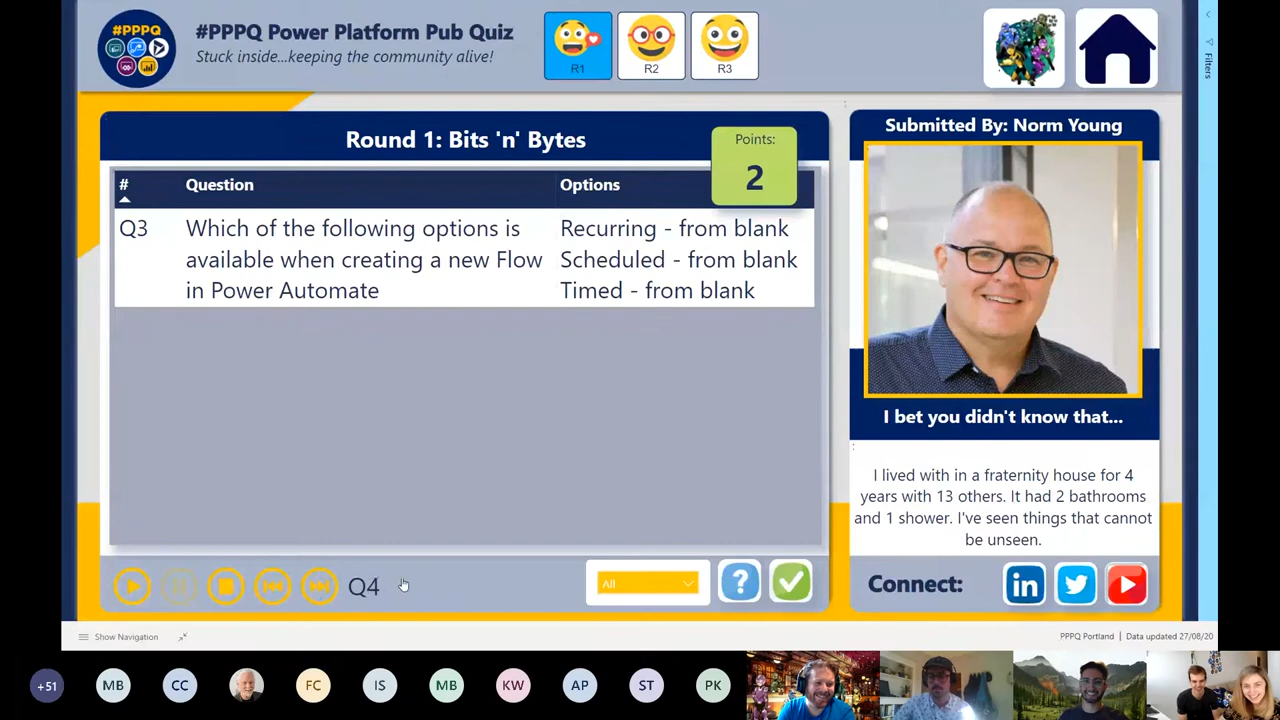 #PPPQ
#PPPQ Power Platform Pub Quiz
Stuck inside...keeping the community alive!
R1
R2
R3
Filters
Round 1: Bits 'n' Bytes
Points:
2
# Question Options
Q3 Which of the following options is
available when creating a new Flow
in Power Automate
Recurring - from blank
Scheduled - from blank
Timed - from blank
Submitted By: Norm Young
I bet you didn't know that...
I lived with in a fraternity house for 4
years with 13 others. It had 2 bathrooms
and 1 shower. I've seen things that cannot
be unseen.
Q4
All
?
Connect:
in
Show Navigation
PPPQ Portland | Data updated 27/08/20
+51
MB
CC
FC
IS
MB
KW
AP
ST
PK